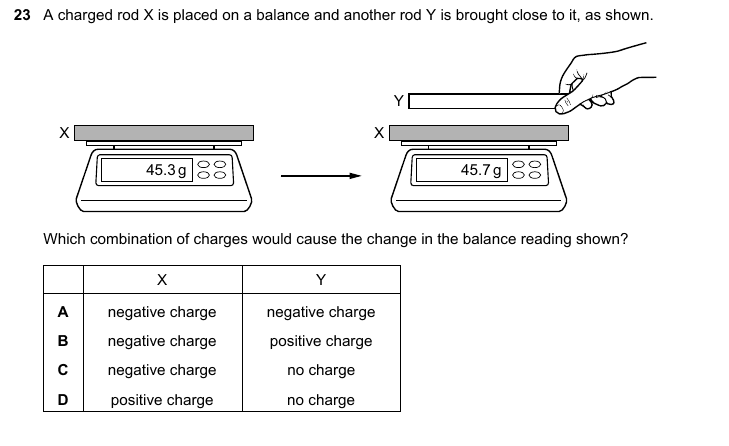 23 A charged rod X is placed on a balance and another rod Y is brought close to it, as shown.
Y
X
X
45.3 g
45.7 g
Which combination of charges would cause the change in the balance reading shown?
X Y
A negative charge negative charge
B negative charge positive charge
C negative charge no charge
D positive charge no charge